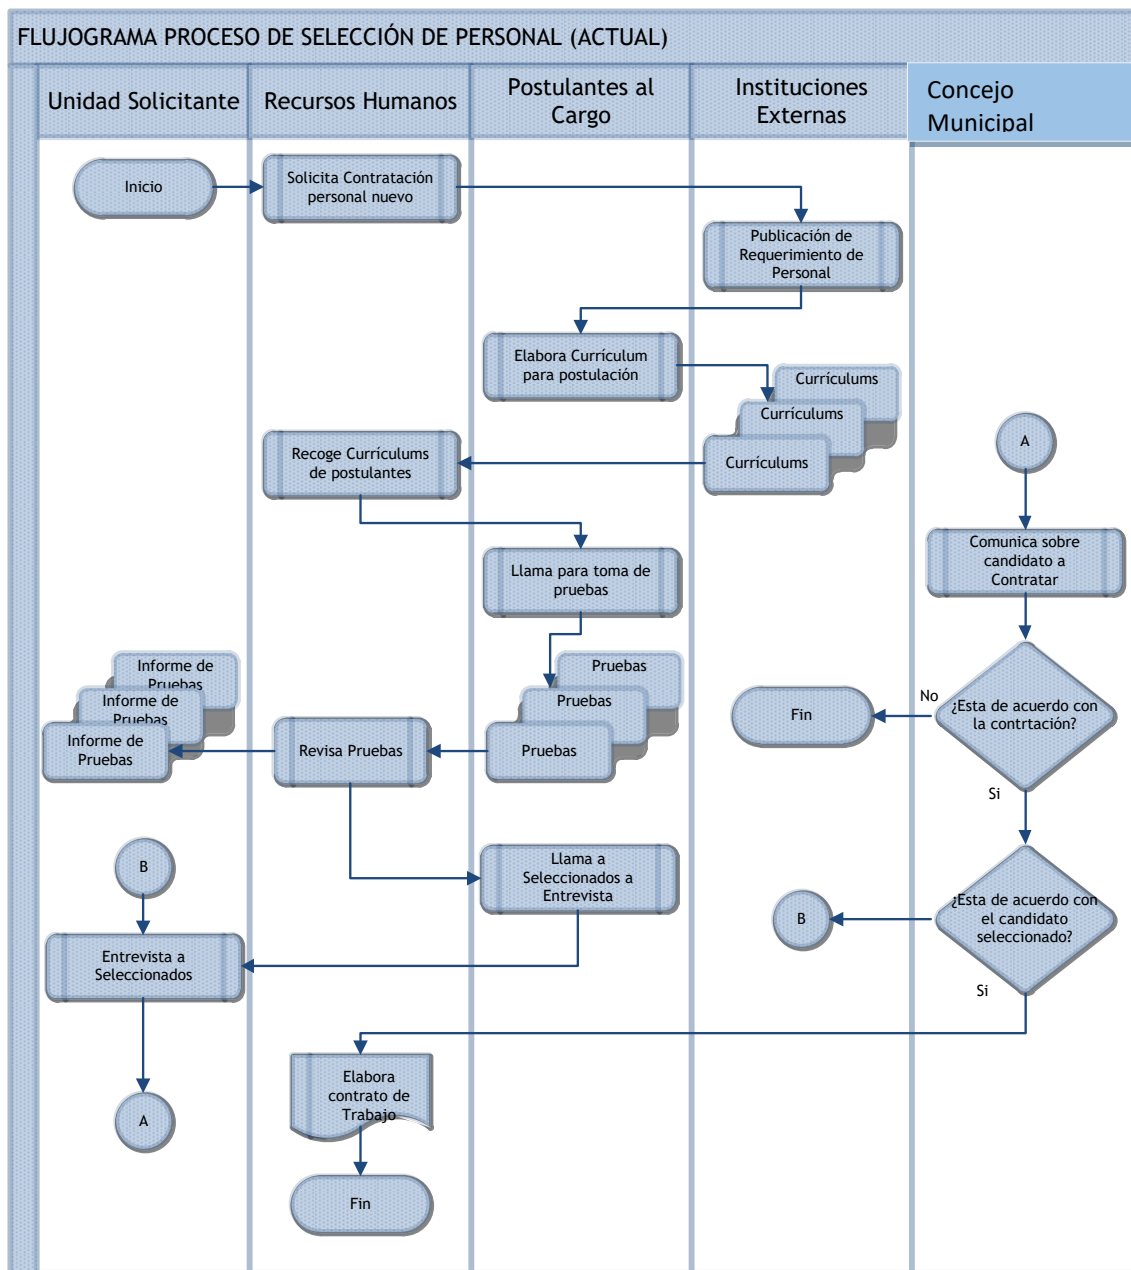 FLUJOGRAMA PROCESO DE SELECCIÓN DE PERSONAL (ACTUAL)
Unidad Solicitante
Recursos Humanos
Postulantes al
Cargo
Instituciones
Externas
Concejo
Municipal
Inicio
Solicita Contratación
personal nuevo
Publicación de
Requerimiento de
Personal
Elabora Currículum
para postulación
Currículums
Currículums
Currículums
Recoge Currículums
de postulantes
A
Llama para toma de
pruebas
Comunica sobre
candidato a
Contratar
Informe de
Pruebas
Informe de
Pruebas
Informe de
Pruebas
Revisa Pruebas
Pruebas
Pruebas
Pruebas
Fin
No
¿Esta de acuerdo con
la contrtación?
Si
B
Llama a
Seleccionados a
Entrevista
B
¿Esta de acuerdo con
el candidato
seleccionado?
Si
Entrevista a
Seleccionados
A
Elabora
contrato de
Trabajo
Fin